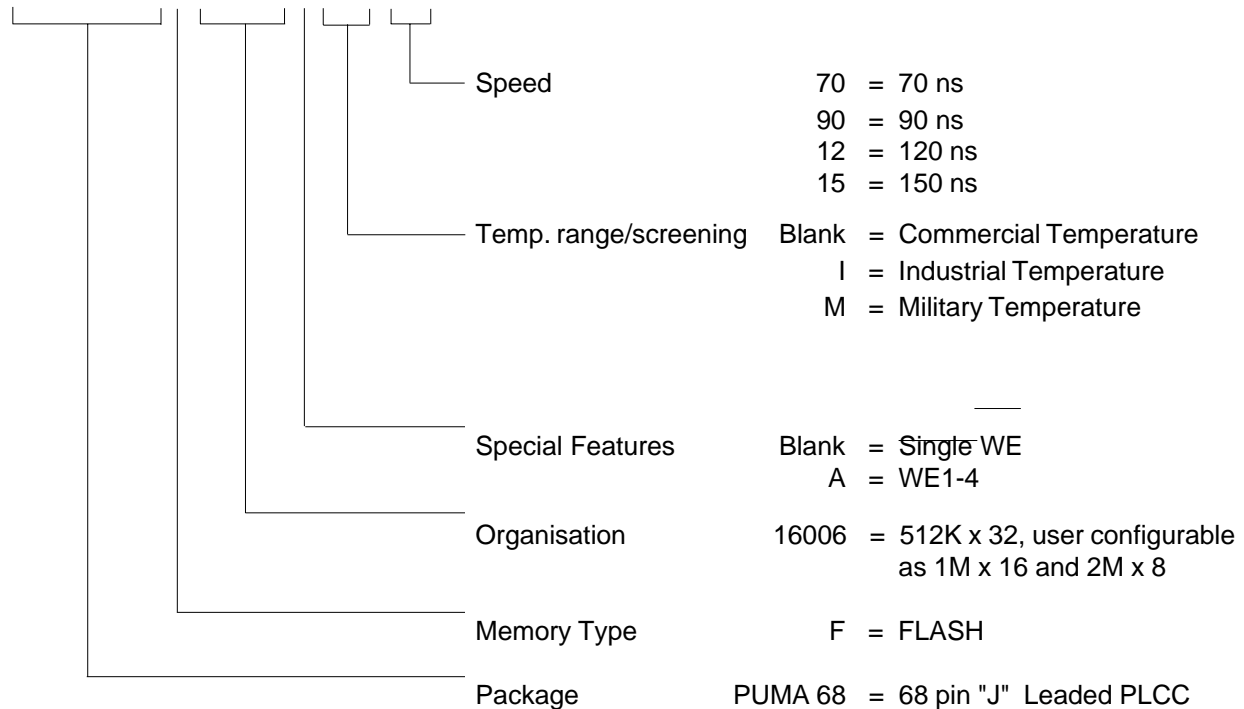 Speed 70 = 70 ns
90 = 90 ns
12 = 120 ns
15 = 150 ns
Temp. range/screening Blank = Commercial Temperature
I = Industrial Temperature
M = Military Temperature
Special Features Blank = Single WE
A = WE1-4
Organisation 16006 = 512K x 32, user configurable
as 1M x 16 and 2M x 8
Memory Type F = FLASH
Package PUMA 68 = 68 pin "J" Leaded PLCC